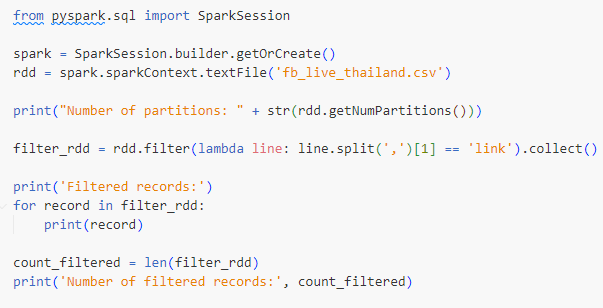 from pyspark.sql import SparkSession
spark = SparkSession.builder.getOrCreate()
rdd = spark.sparkContext.textFile('fb_live_thailand.csv')
print("Number of partitions: " + str(rdd.getNumPartitions()))
filter_rdd = rdd.filter(lambda line: line.split(',')[1] == 'link').collect()
print('Filtered records:')
for record in filter_rdd:
    print(record)
count_filtered = len(filter_rdd)
print('Number of filtered records:', count_filtered)